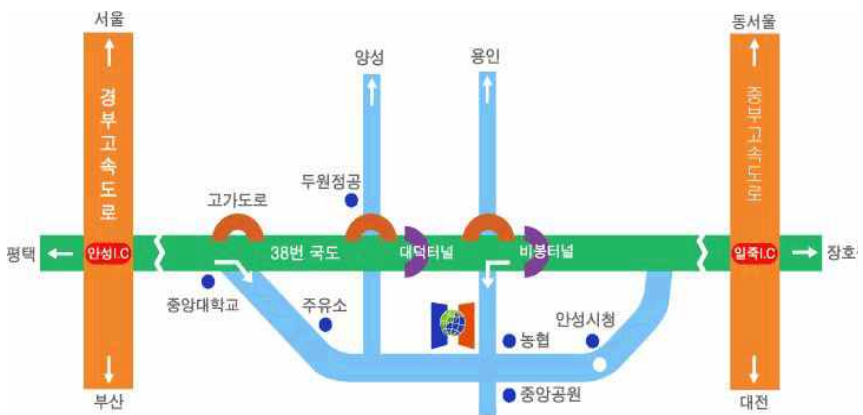 서울
동서울
양성
용인
경부고속도로
중부고속도로
두원정공
고가도로
평택
안성I.C
38번 국도
대덕터널
비봉터널
일죽I.C
중앙대학교
주유소
안성시청
농협
중앙공원
부산
대전